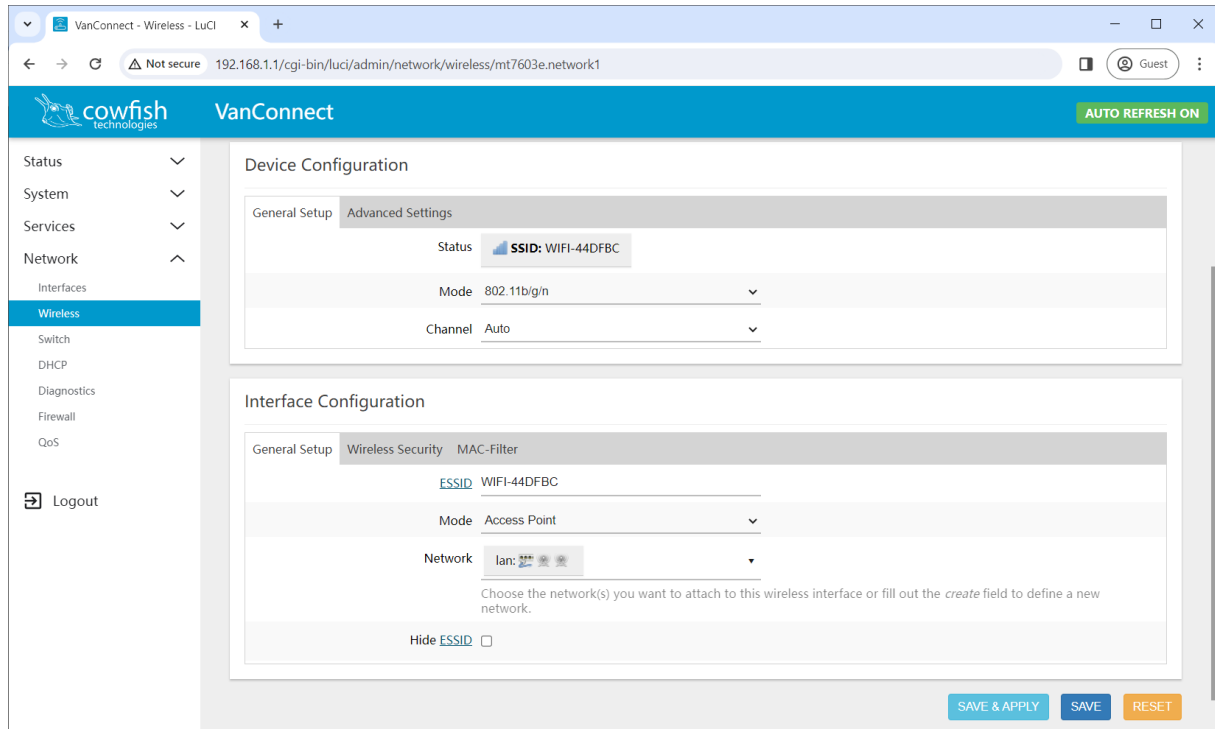 VanConnect - Wireless - LuCI
Not secure 192.168.1.1/cgi-bin/luci/admin/network/wireless/mt7603e.network1 Guest
cowfish technologies VanConnect AUTO REFRESH ON
Status
System
Services
Network
Interfaces
Wireless
Switch
DHCP
Diagnostics
Firewall
QoS
Logout
Device Configuration
General Setup Advanced Settings
Status SSID: WIFI-44DFBC
Mode 802.11b/g/n
Channel Auto
Interface Configuration
General Setup Wireless Security MAC-Filter
ESSID WIFI-44DFBC
Mode Access Point
Network lan:
Choose the network(s) you want to attach to this wireless interface or fill out the create field to define a new
network.
Hide ESSID
SAVE & APPLY SAVE RESET